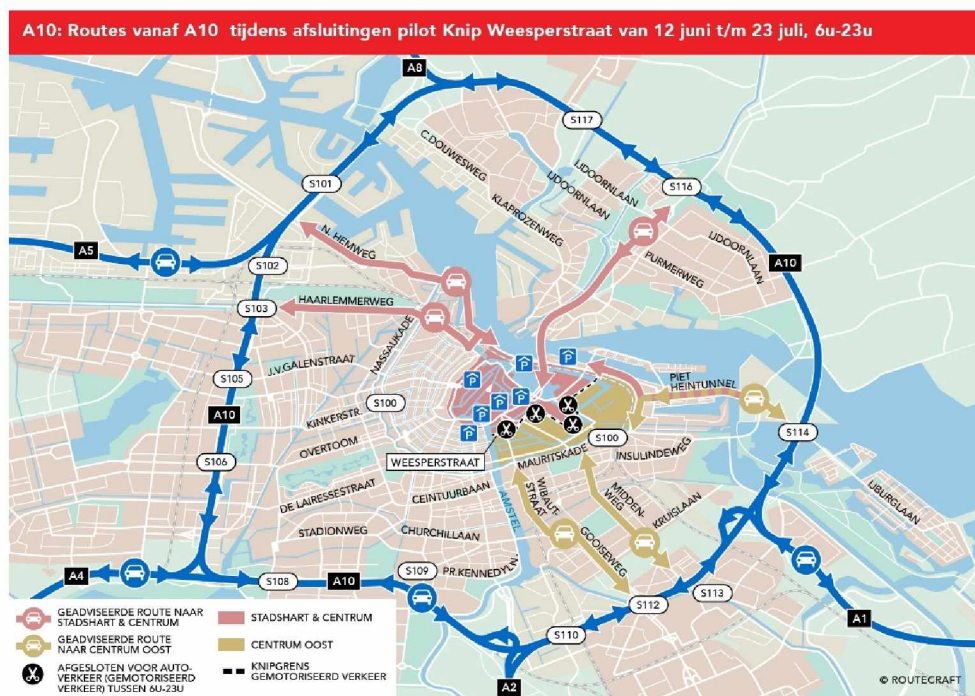 A10: Routes vanaf A10 tijdens afsluitingen pilot Knip Weesperstraat van 12 juni t/m 23 juli, 6u-23u
A8
S117
C.DOUWESWEG
IJDOORNLAAN
IJDOORNLAAN
S116
S101
KLAPROZENWEG
IJDOORNLAAN
N. HEMWEG
PURMERWEG
A5
A10
S102
HAARLEMMERWEG
S103
NASSAUKADE
J.V.GALENSTRAAT
P
P
P
P
P
P
P
PIET
HEINTUNNEL
S105
S100
A10
KINKERSTR.
S114
S100
OVERTOOM
WEESPERSTRAAT
MAURITSKADE
INSULINDEWEG
S106
IJBURGLAAN
DE LAIRESSESTRAAT
CEINTUURBAAN
AMSTEL
WIBAUT-
STRAAT
MIDDEN-
WEG
KRUISLAAN
STADIONWEG
CHURCHILLAAN
GOOISEWEG
PR.KENNEDYLN.
A4
S108
A10
S109
S113
S112
S110
A1
A2
GEADVISEERDE ROUTE NAAR
STADSHART & CENTRUM
STADSHART & CENTRUM
GEADVISEERDE ROUTE
NAAR CENTRUM OOST
CENTRUM OOST
AFGESLOTEN VOOR AUTO-
VERKEER (GEMOTORISEERD
VERKEER) TUSSEN 6U-23U
KNIPGRENS
GEMOTORISEERD VERKEER
© ROUTECRAFT